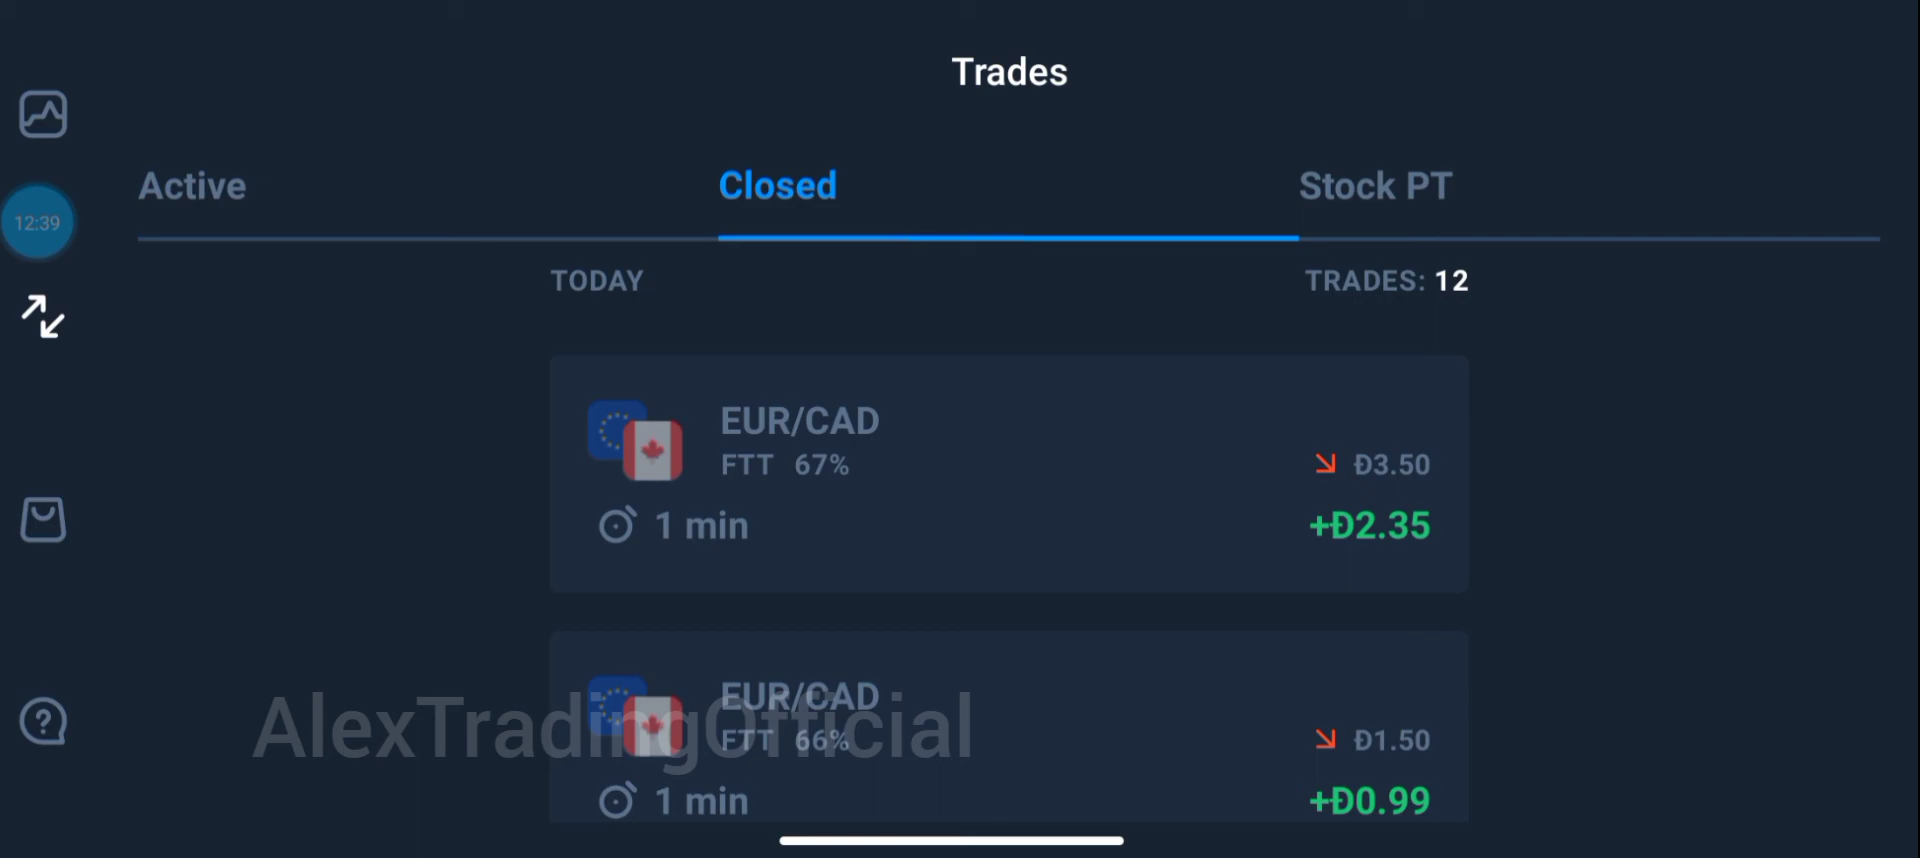 Trades
Active
Closed
Stock PT
12:39
TODAY
TRADES: 12
EUR/CAD
FTT 67%
Đ3.50
1 min
+Đ2.35
EUR/CAD
AlexTradingOfficial
FTT 66%
Đ1.50
1 min
+Đ0.99